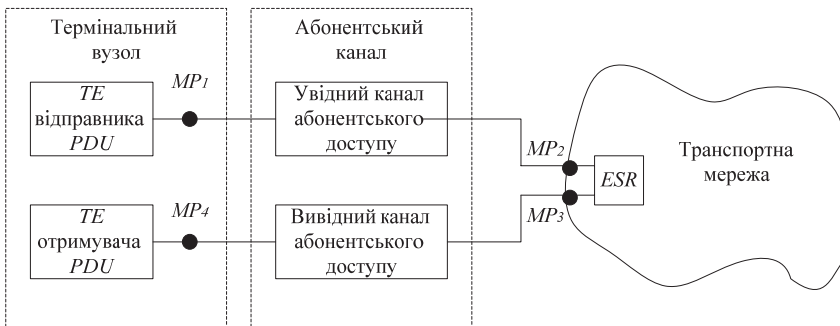 Термінальний
вузол
Абонентський
канал
TE
відправника
PDU
MP1
Увідний канал
абонентського
доступу
MP2
ESR
Транспортна
мережа
MP3
TE
отримувача
PDU
MP4
Вивідний канал
абонентського
доступу